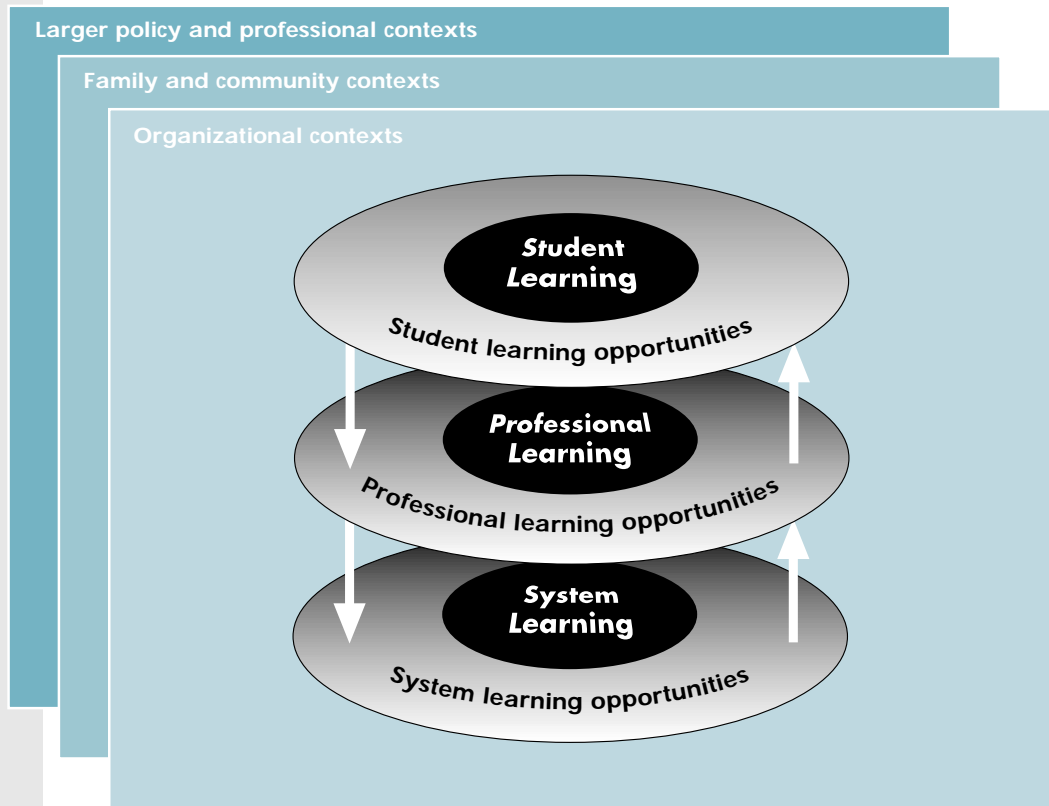 Larger policy and professional contexts
Family and community contexts
Organizational contexts
Student
Learning
Student learning opportunities
Professional
Learning
Professional learning opportunities
System
Learning
System learning opportunities